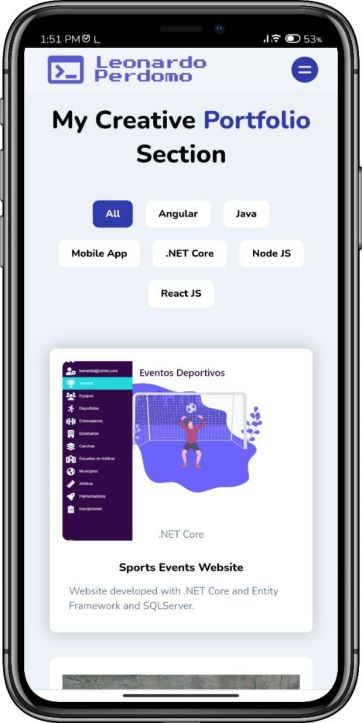 1:51 PM L
53%
Leonardo
Perdomo
My Creative Portfolio
Section
All
Angular
Java
Mobile App
.NET Core
Node JS
React JS
leonardo@correo.com
Torneos
Equipos
Deportistas
Entrenadores
Escenarios
Canchas
Escuelas de Arbitros
Municipios
Arbitros
Patrocinadores
Inscripciones
Eventos Deportivos
.NET Core
Sports Events Website
Website developed with .NET Core and Entity
Framework and SQLServer.